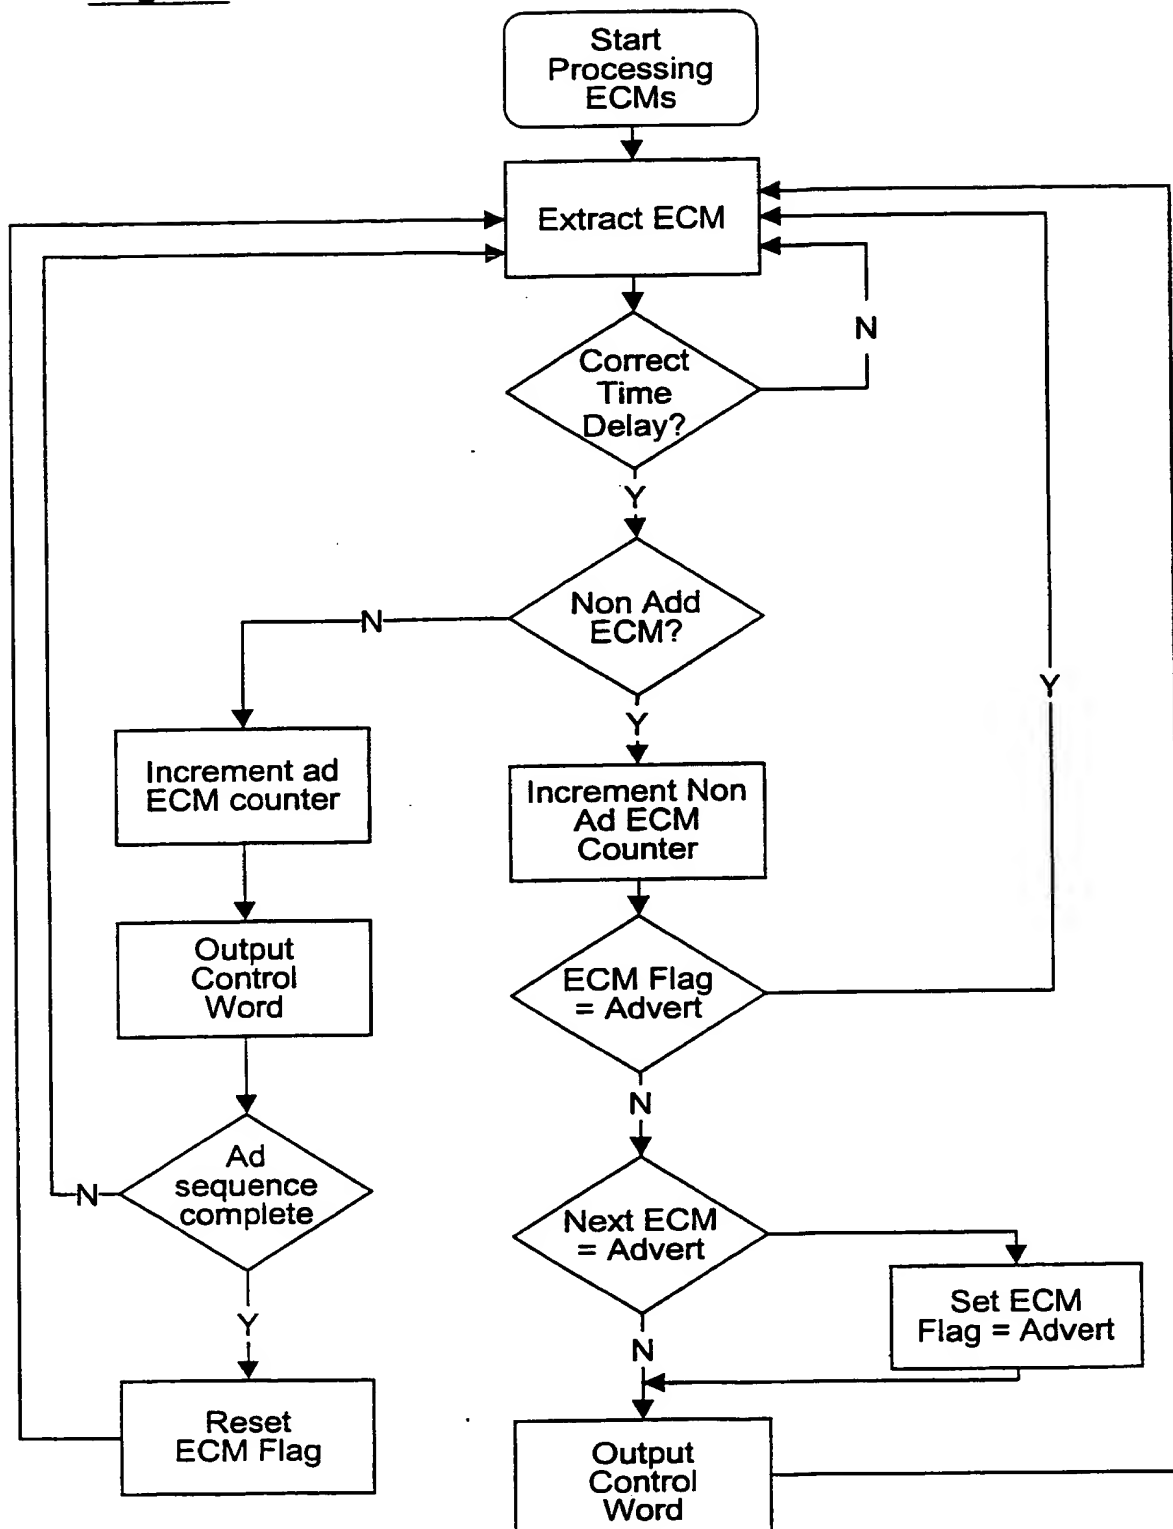 Start
Processing
ECMs
Extract ECM
N
Correct
Time
Delay?
Y
Non Add
ECM?
N
Y
Y
Increment ad
ECM counter
Increment Non
Ad ECM
Counter
Output
Control
Word
ECM Flag
= Advert
N
Ad
sequence
complete
N
Next ECM
= Advert
Set ECM
Flag = Advert
Y
N
Reset
ECM Flag
Output
Control
Word